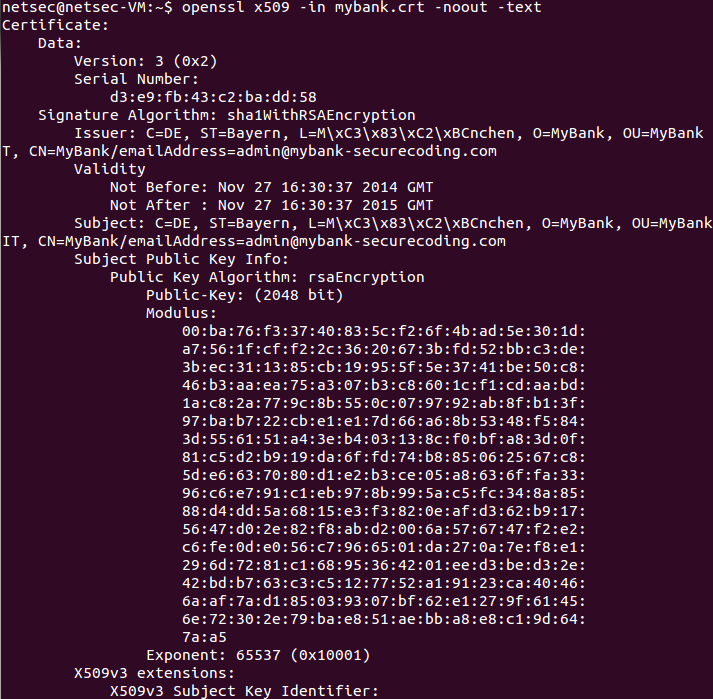 netsec@netsec-VM:~$ openssl x509 -in mybank.crt -noout -text
Certificate:
    Data:
        Version: 3 (0x2)
        Serial Number:
            d3:e9:fb:43:c2:ba:dd:58
    Signature Algorithm: sha1WithRSAEncryption
        Issuer: C=DE, ST=Bayern, L=M\xC3\x83\xC2\xBCnchen, O=MyBank, OU=MyBank
T, CN=MyBank/emailAddress=admin@mybank-securecoding.com
        Validity
            Not Before: Nov 27 16:30:37 2014 GMT
            Not After : Nov 27 16:30:37 2015 GMT
        Subject: C=DE, ST=Bayern, L=M\xC3\x83\xC2\xBCnchen, O=MyBank, OU=MyBank
IT, CN=MyBank/emailAddress=admin@mybank-securecoding.com
        Subject Public Key Info:
            Public Key Algorithm: rsaEncryption
                Public-Key: (2048 bit)
                Modulus:
                    00:ba:76:f3:37:40:83:5c:f2:6f:4b:ad:5e:30:1d:
                    a7:56:1f:cf:f2:2c:36:20:67:3b:fd:52:bb:c3:de:
                    3b:ec:31:13:85:cb:19:95:5f:5e:37:41:be:50:c8:
                    46:b3:aa:ea:75:a3:07:b3:c8:60:1c:f1:cd:aa:bd:
                    1a:c8:2a:77:9c:8b:55:0c:07:97:92:ab:8f:b1:3f:
                    97:ba:b7:22:cb:e1:e1:7d:66:a6:8b:53:48:f5:84:
                    3d:55:61:51:a4:3e:b4:03:13:8c:f0:bf:a8:3d:0f:
                    81:c5:d2:b9:19:da:6f:fd:74:b8:85:06:25:67:c8:
                    5d:e6:63:70:80:d1:e2:b3:ce:05:a8:63:6f:fa:33:
                    96:c6:e7:91:c1:eb:97:8b:99:5a:c5:fc:34:8a:85:
                    88:d4:dd:5a:68:15:e3:f3:82:0e:af:d3:62:b9:17:
                    56:47:d0:2e:82:f8:ab:d2:00:6a:57:67:47:f2:e2:
                    c6:fe:0d:e0:56:c7:96:65:01:da:27:0a:7e:f8:e1:
                    29:6d:72:81:c1:68:95:36:42:01:ee:d3:be:d3:2e:
                    42:bd:b7:63:c3:c5:12:77:52:a1:91:23:ca:40:46:
                    6a:af:7a:d1:85:03:93:07:bf:62:e1:27:9f:61:45:
                    6e:72:30:2e:79:ba:e8:51:ae:bb:a8:e8:c1:9d:64:
                    7a:a5
                Exponent: 65537 (0x10001)
        X509v3 extensions:
            X509v3 Subject Key Identifier: